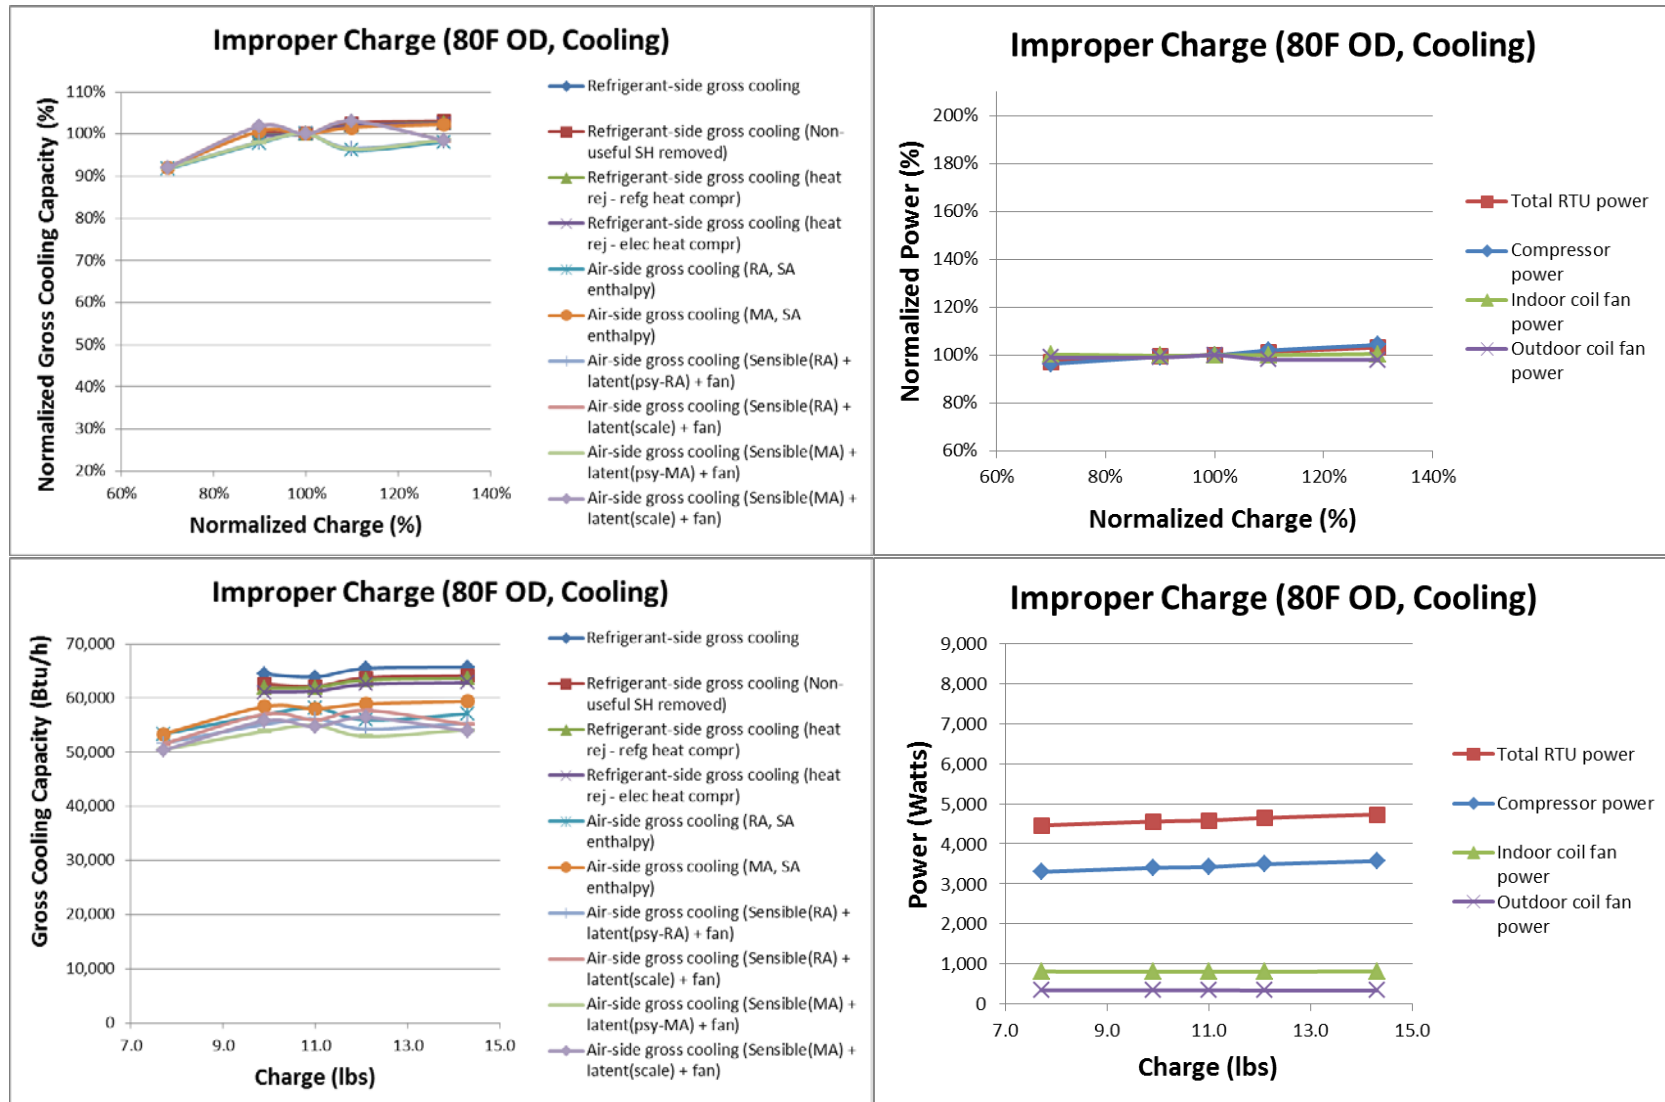 Improper Charge (80F OD, Cooling)
Normalized Gross Cooling Capacity (%)
110%
100%
90%
80%
70%
60%
50%
40%
30%
20%
60%
80%
100%
120%
140%
Normalized Charge (%)
Refrigerant-side gross cooling
Refrigerant-side gross cooling (Non-
useful SH removed)
Refrigerant-side gross cooling (heat
rej - refg heat compr)
Refrigerant-side gross cooling (heat
rej - elec heat compr)
Air-side gross cooling (RA, SA
enthalpy)
Air-side gross cooling (MA, SA
enthalpy)
Air-side gross cooling (Sensible(RA) +
latent(psy-RA) + fan)
Air-side gross cooling (Sensible(RA) +
latent(scale) + fan)
Air-side gross cooling (Sensible(MA) +
latent(psy-MA) + fan)
Air-side gross cooling (Sensible(MA) +
latent(scale) + fan)
Improper Charge (80F OD, Cooling)
Normalized Power (%)
200%
180%
160%
140%
120%
100%
80%
60%
60%
80%
100%
120%
140%
Normalized Charge (%)
Total RTU power
Compressor
power
Indoor coil fan
power
Outdoor coil fan
power
Improper Charge (80F OD, Cooling)
Gross Cooling Capacity (Btu/h)
70,000
60,000
50,000
40,000
30,000
20,000
10,000
0
7.0
9.0
11.0
13.0
15.0
Charge (lbs)
Refrigerant-side gross cooling
Refrigerant-side gross cooling (Non-
useful SH removed)
Refrigerant-side gross cooling (heat
rej - refg heat compr)
Refrigerant-side gross cooling (heat
rej - elec heat compr)
Air-side gross cooling (RA, SA
enthalpy)
Air-side gross cooling (MA, SA
enthalpy)
Air-side gross cooling (Sensible(RA) +
latent(psy-RA) + fan)
Air-side gross cooling (Sensible(RA) +
latent(scale) + fan)
Air-side gross cooling (Sensible(MA) +
latent(psy-MA) + fan)
Air-side gross cooling (Sensible(MA) +
latent(scale) + fan)
Improper Charge (80F OD, Cooling)
Power (Watts)
9,000
8,000
7,000
6,000
5,000
4,000
3,000
2,000
1,000
0
7.0
9.0
11.0
13.0
15.0
Charge (lbs)
Total RTU power
Compressor power
Indoor coil fan
power
Outdoor coil fan
power